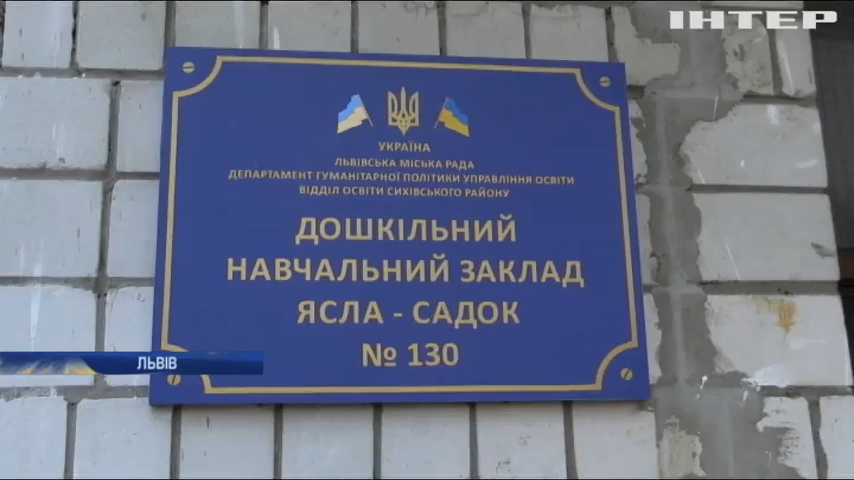 ІНТЕР
УКРАЇНА
ЛЬВІВСЬКА МІСЬКА РАДА
ДЕПАРТАМЕНТ ГУМАНІТАРНОЇ ПОЛІТИКИ УПРАВЛІННЯ ОСВІТИ
ВІДДІЛ ОСВІТИ СИХІВСЬКОГО РАЙОНУ
ДОШКІЛЬНИЙ
НАВЧАЛЬНИЙ ЗАКЛАД
ЯСЛА - САДОК
№ 130
ЛЬВІВ